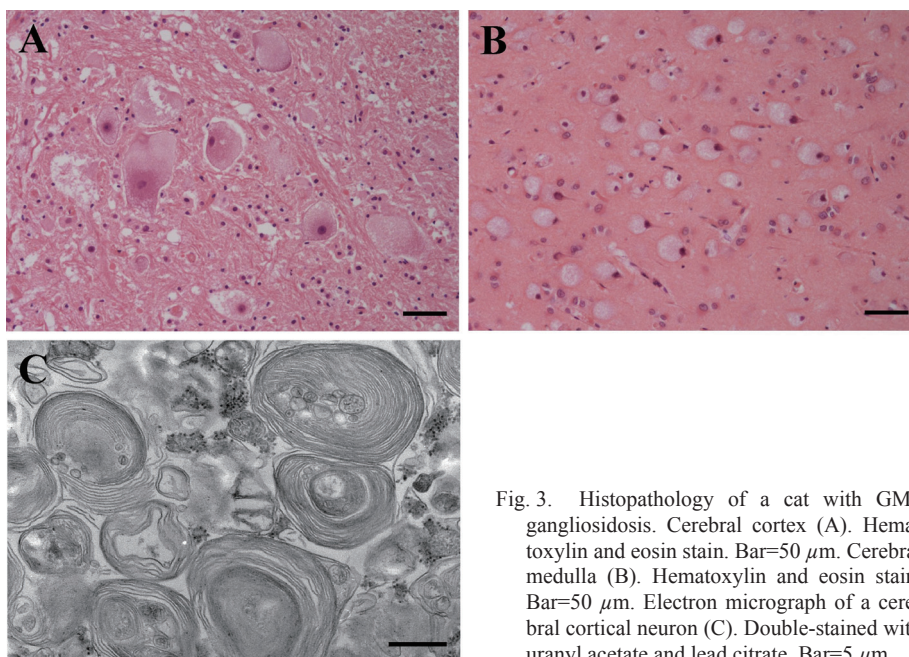 A
B
C
Fig. 3. Histopathology of a cat with GM
gangliosidosis. Cerebral cortex (A). Hema
toxylin and eosin stain. Bar=50 µm. Cerebra
medulla (B). Hematoxylin and eosin stain
Bar=50 µm. Electron micrograph of a cere
bral cortical neuron (C). Double-stained wit
uranyl acetate and lead citrate. Bar=5 µm.